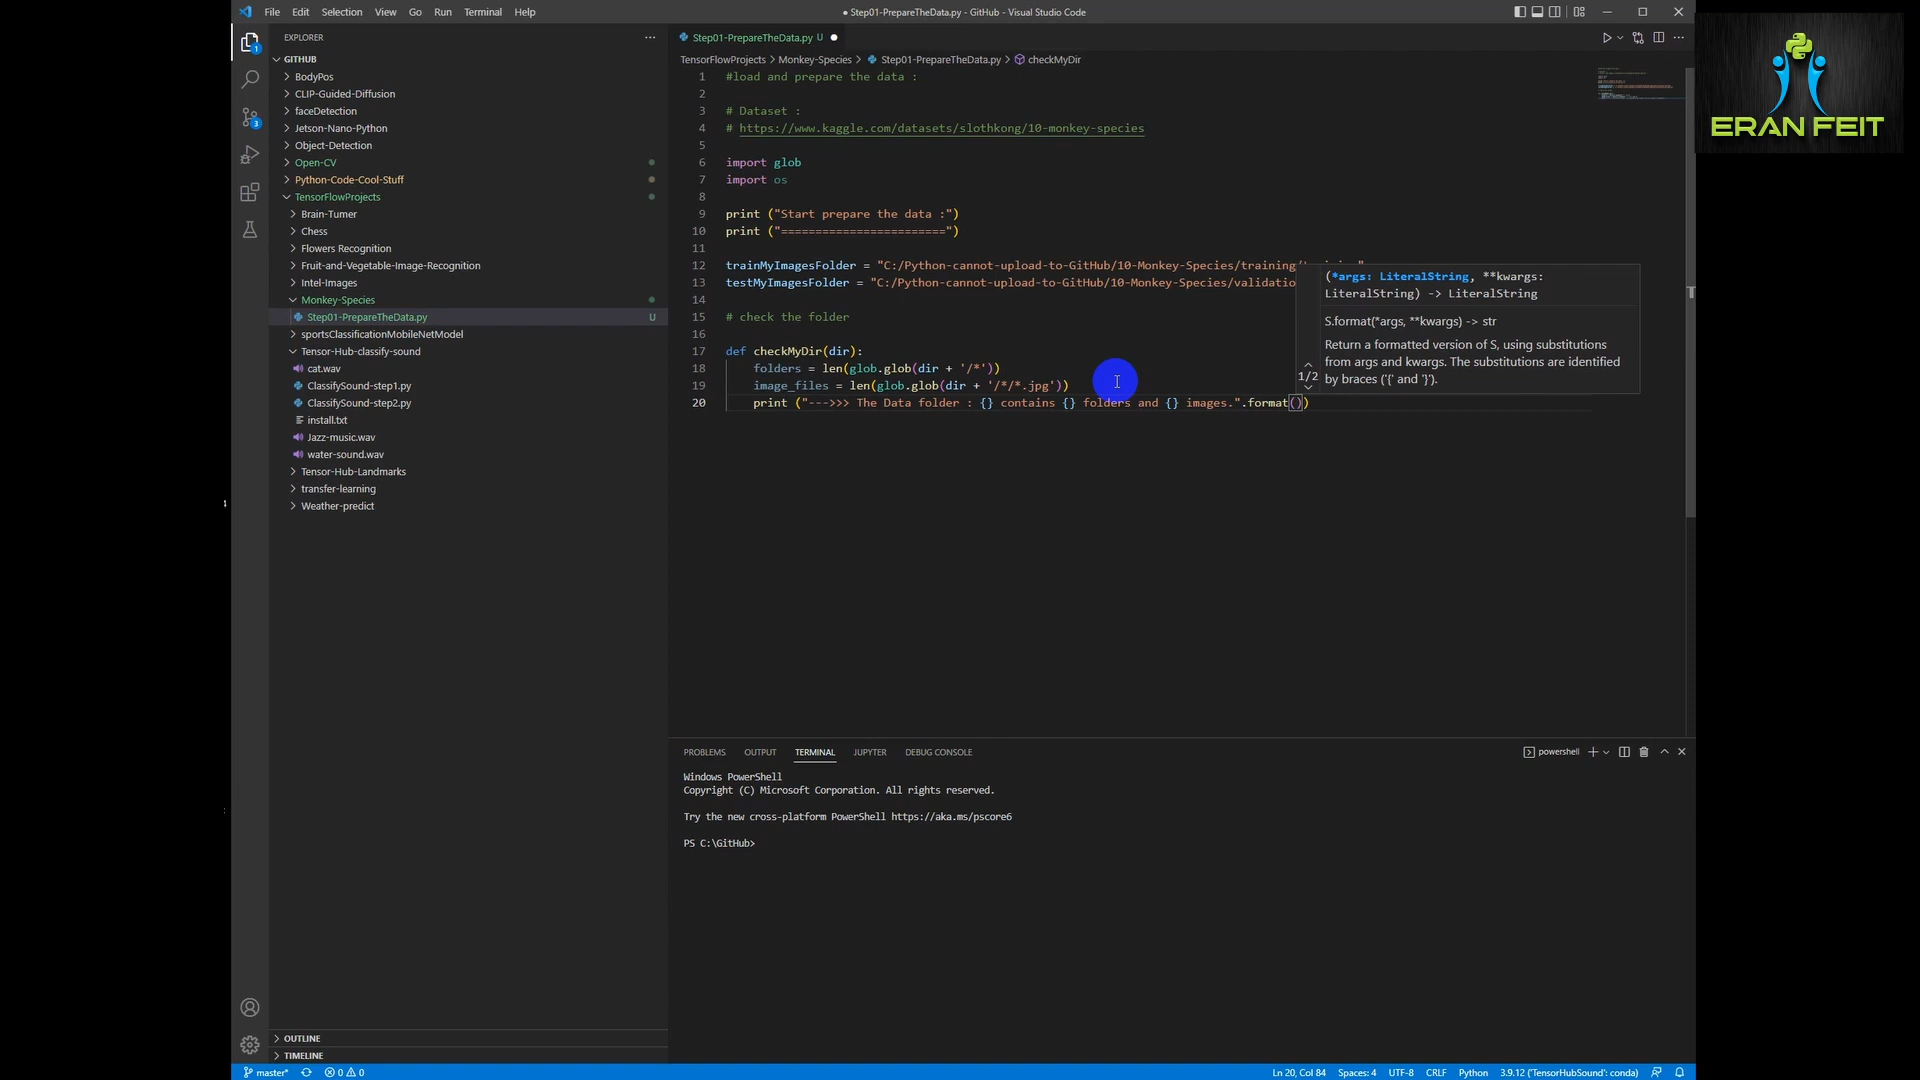 File Edit Selection View Go Run Terminal Help
● Step01-PrepareTheData.py - GitHub - Visual Studio Code
EXPLORER
GITHUB
BodyPos
CLIP-Guided-Diffusion
faceDetection
Jetson-Nano-Python
Object-Detection
Open-CV
Python-Code-Cool-Stuff
TensorFlowProjects
Brain-Tumer
Chess
Flowers Recognition
Fruit-and-Vegetable-Image-Recognition
Intel-Images
Monkey-Species
Step01-PrepareTheData.py U
sportsClassificationMobileNetModel
Tensor-Hub-classify-sound
cat.wav
ClassifySound-step1.py
ClassifySound-step2.py
install.txt
Jazz-music.wav
water-sound.wav
Tensor-Hub-Landmarks
transfer-learning
Weather-predict
OUTLINE
TIMELINE
1
3
Step01-PrepareTheData.py U
TensorFlowProjects > Monkey-Species > Step01-PrepareTheData.py > checkMyDir
1 #load and prepare the data :
2
3 # Dataset :
4 # https://www.kaggle.com/datasets/slothkong/10-monkey-species
5
6 import glob
7 import os
8
9 print ("Start prepare the data :")
10 print ("========================")
11
12 trainMyImagesFolder = "C:/Python-cannot-upload-to-GitHub/10-Monkey-Species/training/
13 testMyImagesFolder = "C:/Python-cannot-upload-to-GitHub/10-Monkey-Species/validatio
14
15 # check the folder
16
17 def checkMyDir(dir):
18 folders = len(glob.glob(dir + '/*'))
19 image_files = len(glob.glob(dir + '/*/*.jpg'))
20 print ("--->>> The Data folder : {} contains {} folders and {} images.".format())
(*args: LiteralString, **kwargs:
LiteralString) -> LiteralString
S.format(*args, **kwargs) -> str
Return a formatted version of S, using substitutions
from args and kwargs. The substitutions are identified
by braces ('{' and '}').
1/2
PROBLEMS OUTPUT TERMINAL JUPYTER DEBUG CONSOLE
powershell
Windows PowerShell
Copyright (C) Microsoft Corporation. All rights reserved.
Try the new cross-platform PowerShell https://aka.ms/pscore6
PS C:\GitHub>
master* 0 0
Ln 20, Col 84 Spaces: 4 UTF-8 CRLF Python 3.9.12 ('TensorHubSound': conda)
ERAN FEIT